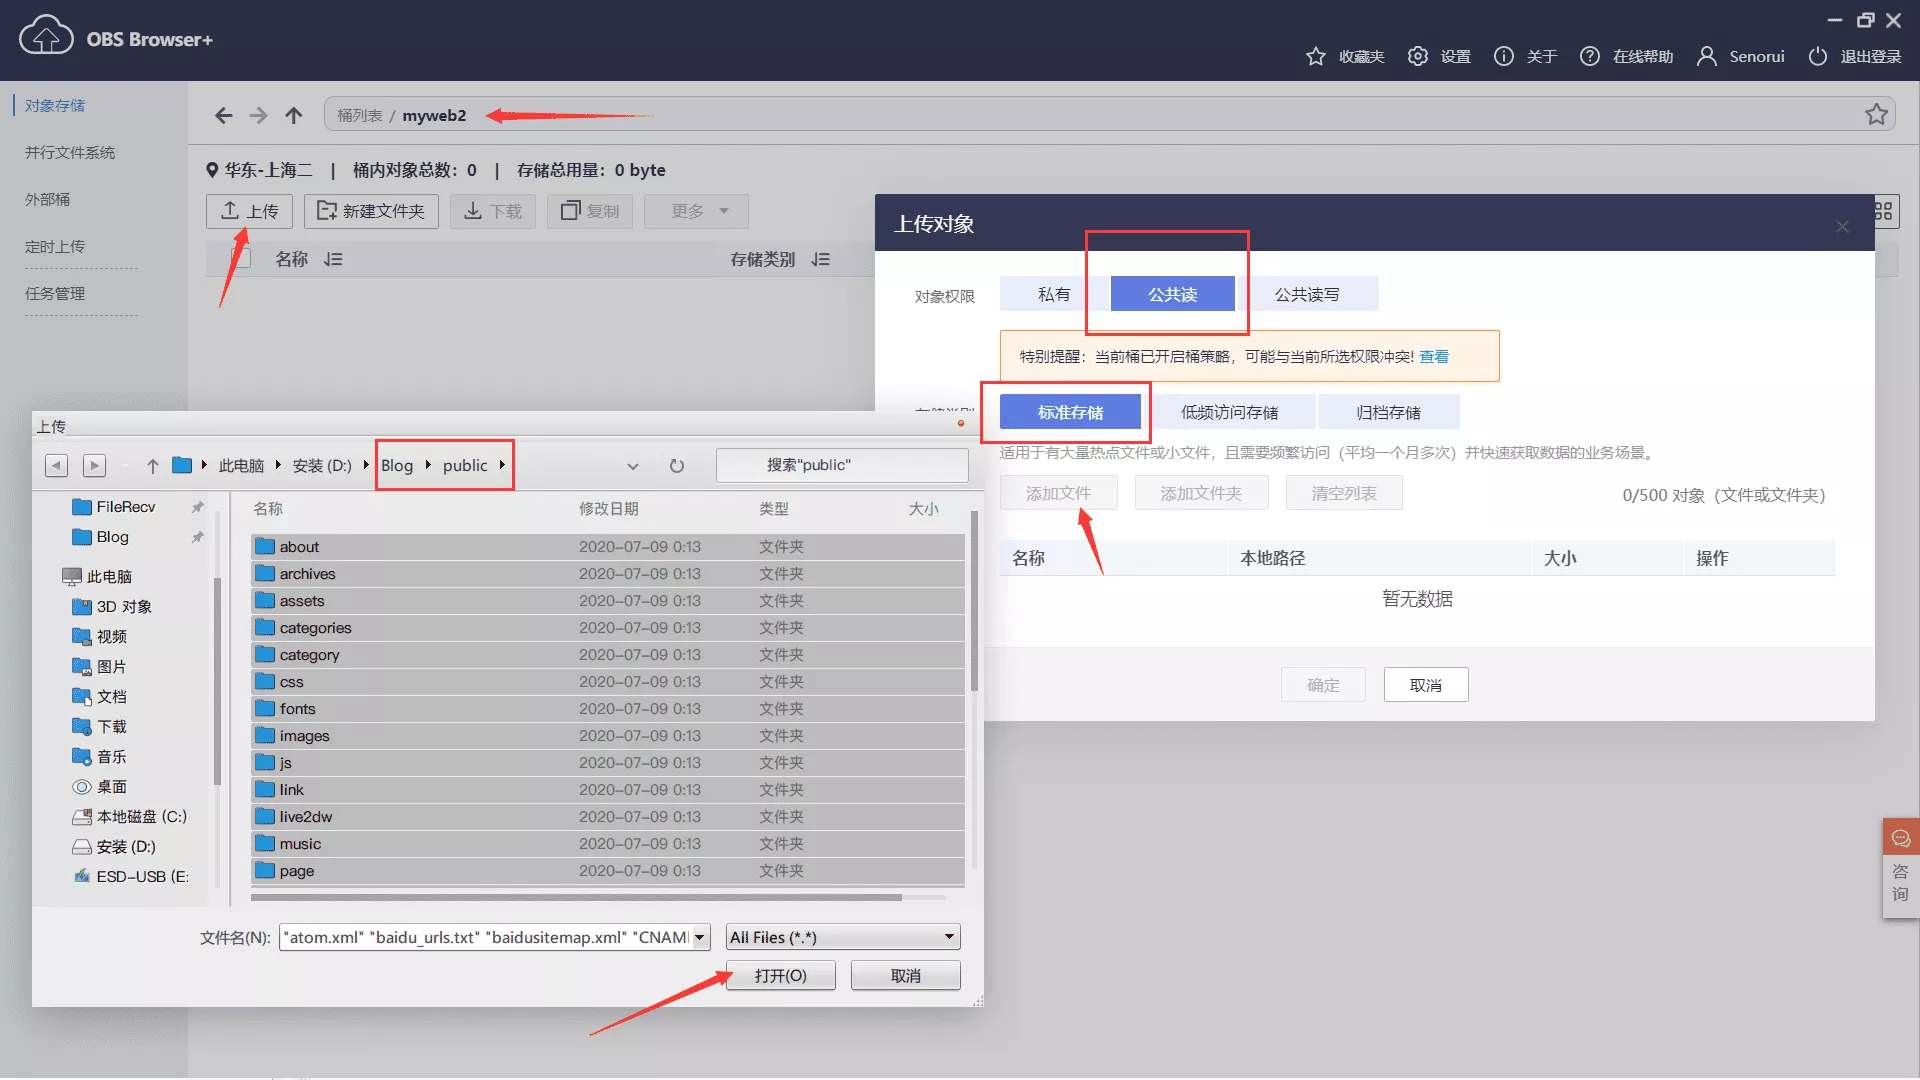 OBS Browser+
收藏夹 设置 关于 在线帮助 Senorui 退出登录
对象存储
并行文件系统
外部桶
定时上传
任务管理
桶列表 / myweb2
华东-上海二 | 桶内对象总数：0 | 存储总用量：0 byte
上传 新建文件夹 下载 复制 更多
名称 存储类别
上传对象
对象权限 私有 公共读 公共读写
特别提醒：当前桶已开启桶策略，可能与当前所选权限冲突! 查看
标准存储 低频访问存储 归档存储
适用于有大量热点文件或小文件，且需要频繁访问（平均一个月多次）并快速获取数据的业务场景。
添加文件 添加文件夹 清空列表 0/500 对象（文件或文件夹）
名称 本地路径 大小 操作
暂无数据
确定 取消
上传
此电脑 安装 (D:) Blog public 搜索"public"
FileRecv
Blog
此电脑
3D 对象
视频
图片
文档
下载
音乐
桌面
本地磁盘 (C:)
安装 (D:)
ESD-USB (E:
名称 修改日期 类型 大小
about 2020-07-09 0:13 文件夹
archives 2020-07-09 0:13 文件夹
assets 2020-07-09 0:13 文件夹
categories 2020-07-09 0:13 文件夹
category 2020-07-09 0:13 文件夹
css 2020-07-09 0:13 文件夹
fonts 2020-07-09 0:13 文件夹
images 2020-07-09 0:13 文件夹
js 2020-07-09 0:13 文件夹
link 2020-07-09 0:13 文件夹
live2dw 2020-07-09 0:13 文件夹
music 2020-07-09 0:13 文件夹
page 2020-07-09 0:13 文件夹
文件名(N): "atom.xml" "baidu_urls.txt" "baidusitemap.xml" "CNAM All Files (*.*)
打开(O) 取消
咨
询